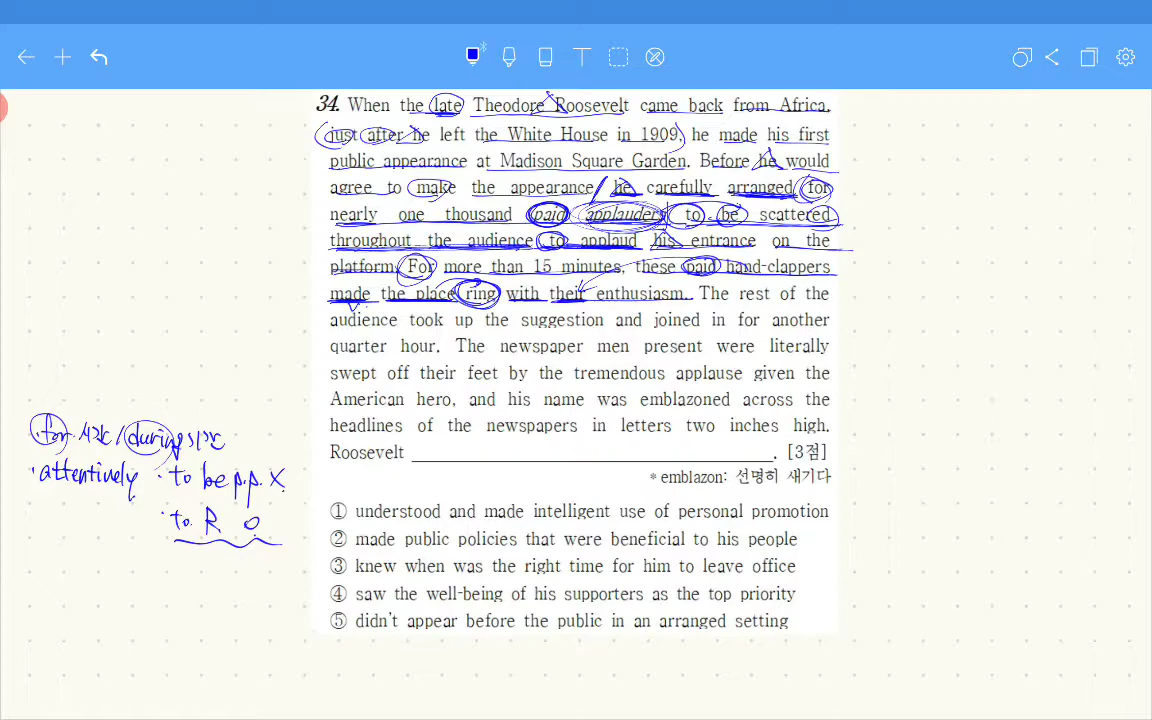 34. When the late Theodore Roosevelt came back from Africa,
just after he left the White House in 1909, he made his first
public appearance at Madison Square Garden. Before he would
agree to make the appearance, he carefully arranged for
nearly one thousand paid applauders to be scattered
throughout the audience to applaud his entrance on the
platform. For more than 15 minutes, these paid hand-clappers
made the place ring with their enthusiasm. The rest of the
audience took up the suggestion and joined in for another
quarter hour. The newspaper men present were literally
swept off their feet by the tremendous applause given the
American hero, and his name was emblazoned across the
headlines of the newspapers in letters two inches high.
Roosevelt ______________________. [3점]
* emblazon: 선명히 새기다
① understood and made intelligent use of personal promotion
② made public policies that were beneficial to his people
③ knew when was the right time for him to leave office
④ saw the well-being of his supporters as the top priority
⑤ didn't appear before the public in an arranged setting
for / during
attentively
to be p.p. X
to R O